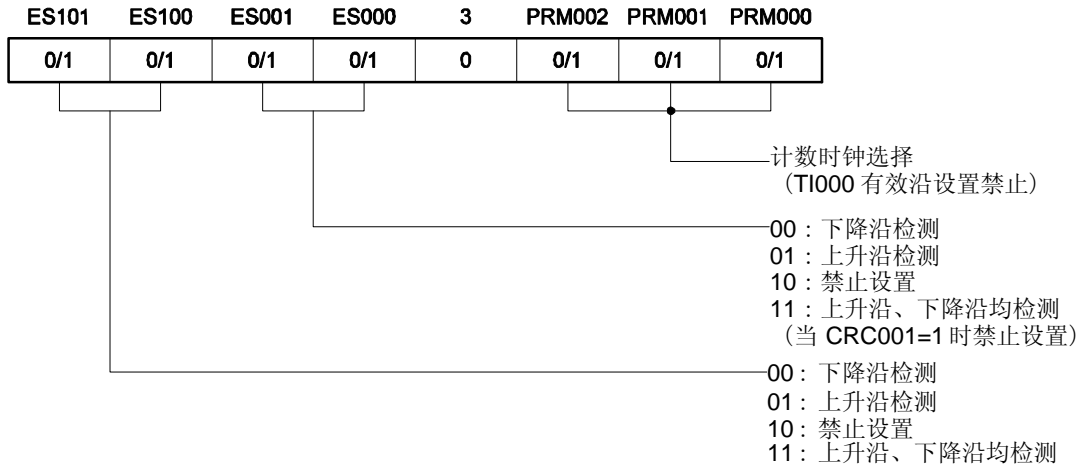 ES101 ES100 ES001 ES000 3 PRM002 PRM001 PRM000
0/1 0/1 0/1 0/1 0 0/1 0/1 0/1
计数时钟选择
（TI000 有效沿设置禁止）
00：下降沿检测
01：上升沿检测
10：禁止设置
11：上升沿、下降沿均检测
（当 CRC001=1 时禁止设置）
00：下降沿检测
01：上升沿检测
10：禁止设置
11：上升沿、下降沿均检测